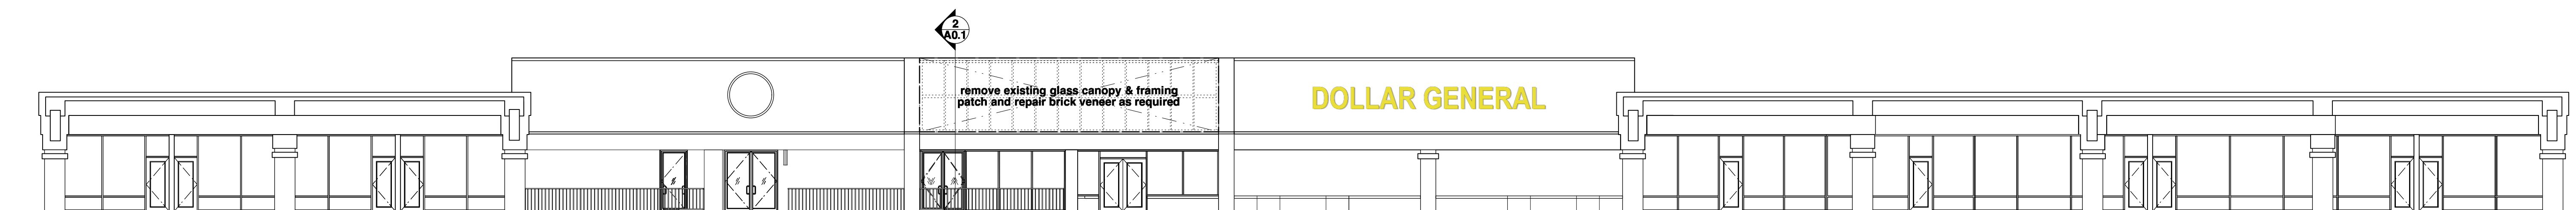 2
A0.1
remove existing glass canopy & framing
patch and repair brick veneer as required
DOLLAR GENERAL